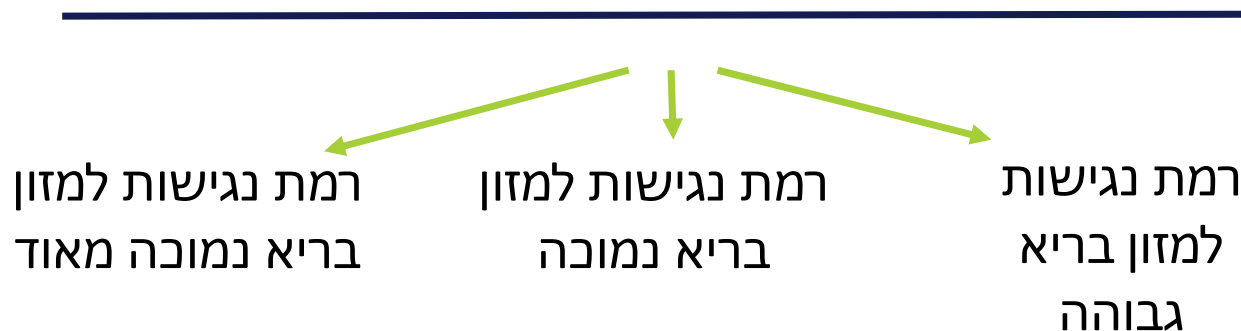 רמת נגישות
למזון בריא
גבוהה
רמת נגישות למזון
בריא נמוכה
רמת נגישות למזון
בריא נמוכה מאוד